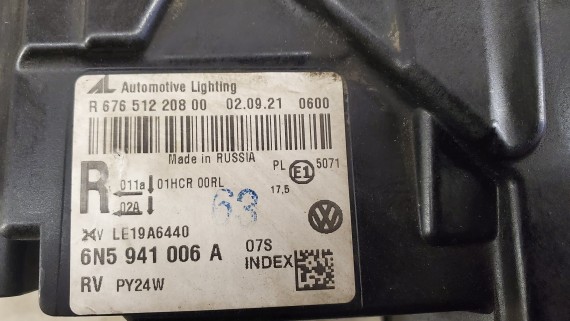 AL Automotive Lighting
R 676 512 208 00 02.09.21 0600
Made in RUSSIA
R 011a 01HCR 00RL PL E1 5071
02A 17,5
63
V LE19A6440
6N5 941 006 A 07S
INDEX
RV PY24W